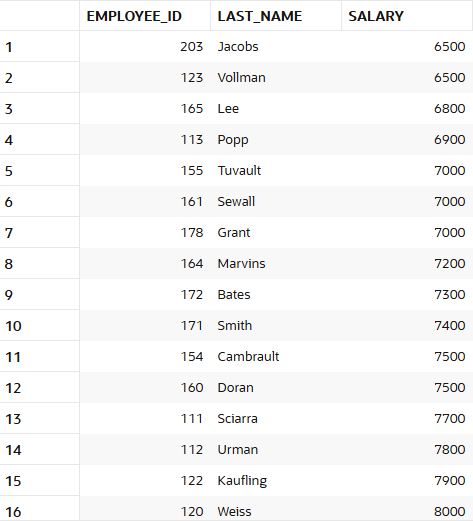 EMPLOYEE_ID LAST_NAME SALARY
1 203 Jacobs 6500
2 123 Vollman 6500
3 165 Lee 6800
4 113 Popp 6900
5 155 Tuvault 7000
6 161 Sewall 7000
7 178 Grant 7000
8 164 Marvins 7200
9 172 Bates 7300
10 171 Smith 7400
11 154 Cambrault 7500
12 160 Doran 7500
13 111 Sciarra 7700
14 112 Urman 7800
15 122 Kaufling 7900
16 120 Weiss 8000